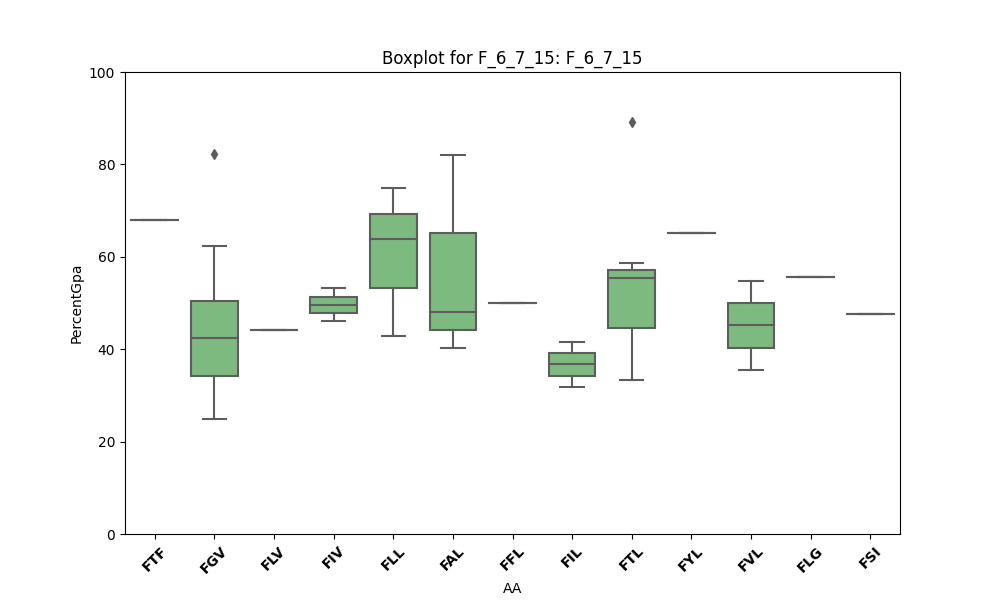 Boxplot for F_6_7_15: F_6_7_15
100
80
60
40
20
0
PercentGpa
FTF FGV FLV FIV FLL FAL FFL FIL FTL FYL FVL FLG FSI
AA